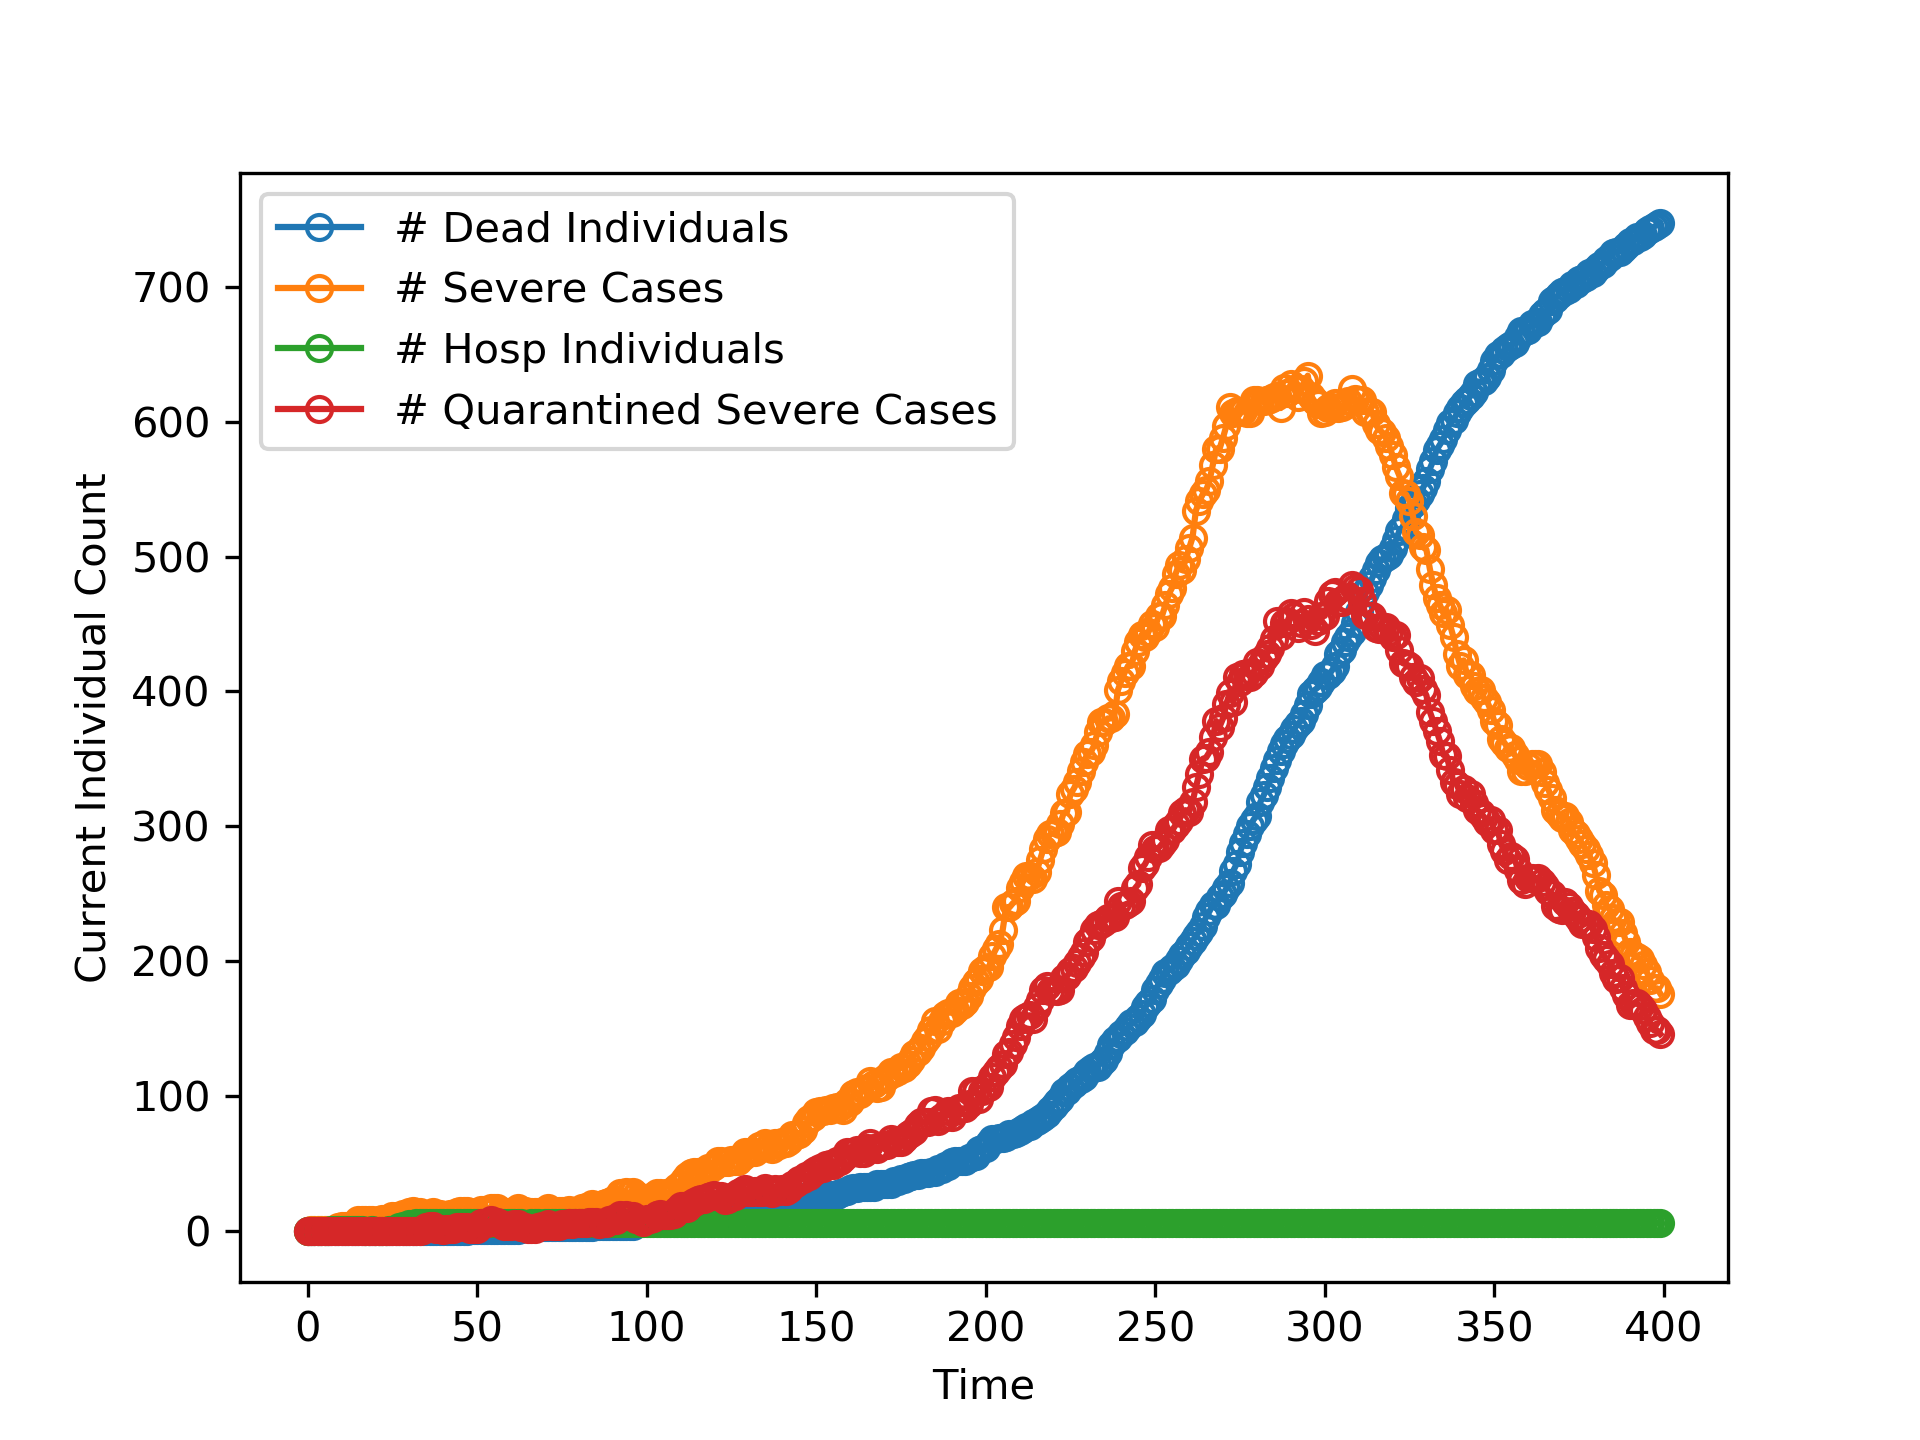 # Dead Individuals
# Severe Cases
# Hosp Individuals
# Quarantined Severe Cases
700
600
500
400
300
200
100
0
Current Individual Count
0 50 100 150 200 250 300 350 400
Time